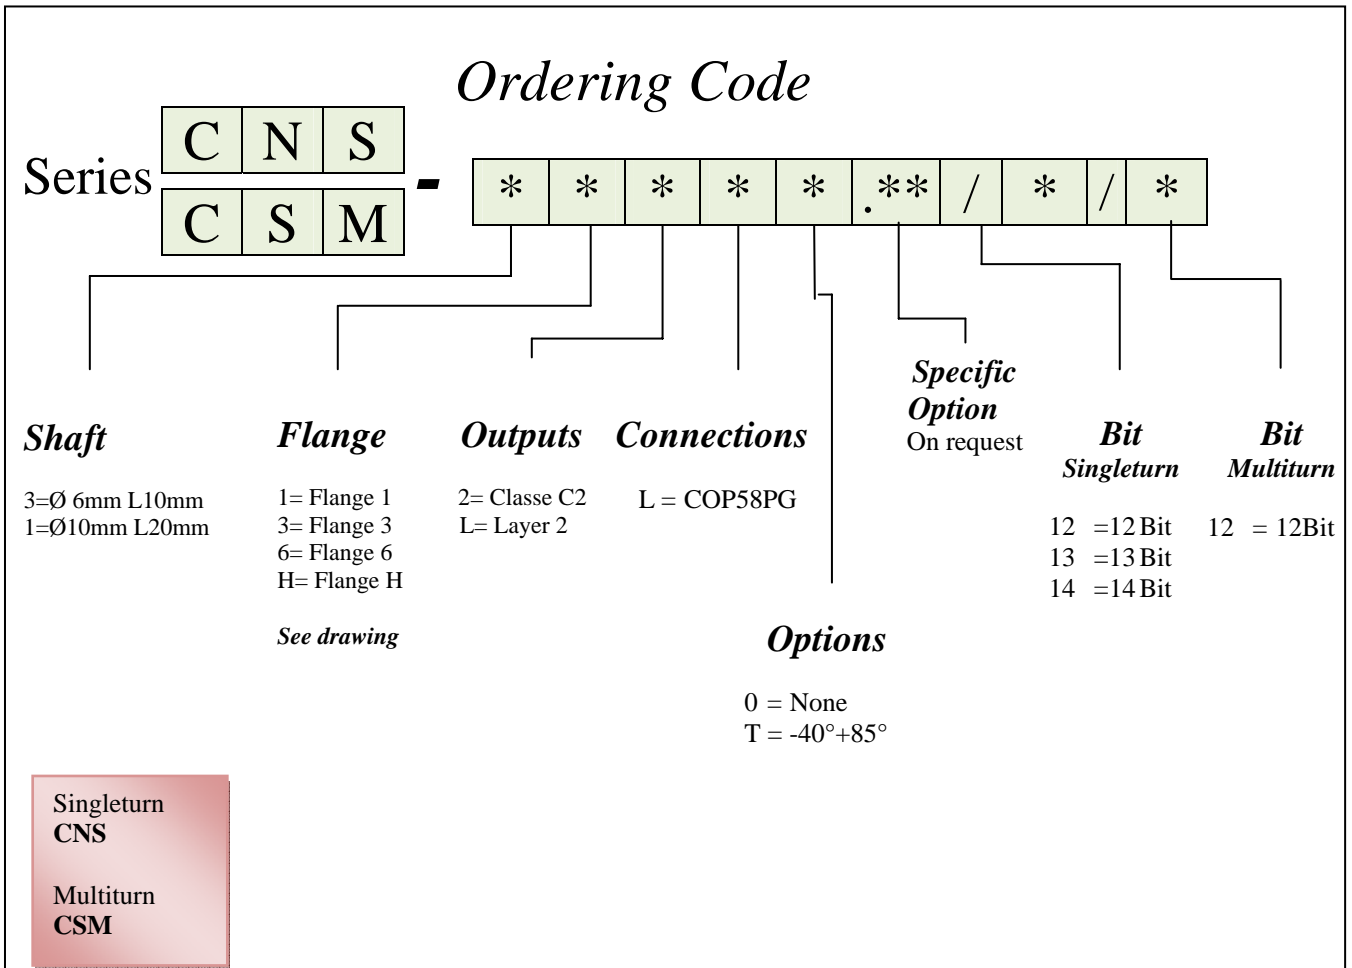 Ordering Code
Series
C N S
C S M
-
* * * * * .** / * / *
Shaft
3=Ø 6mm L10mm
1=Ø10mm L20mm
Flange
1= Flange 1
3= Flange 3
6= Flange 6
H= Flange H
See drawing
Outputs
2= Classe C2
L= Layer 2
Connections
L = COP58PG
Options
0 = None
T = -40°+85°
Specific
Option
On request
Bit
Singleturn
12 =12 Bit
13 =13 Bit
14 =14 Bit
Bit
Multiturn
12 = 12Bit
Singleturn
CNS
Multiturn
CSM